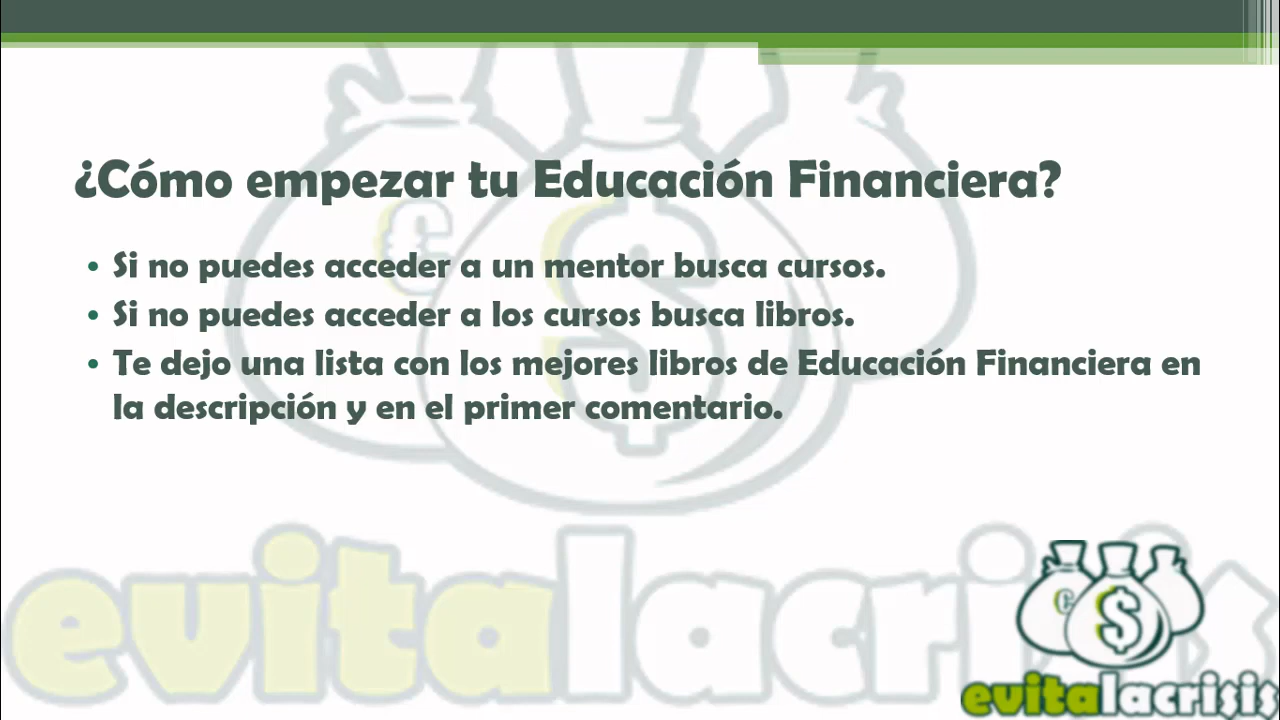 ¿Cómo empezar tu Educación Financiera?
• Si no puedes acceder a un mentor busca cursos.
• Si no puedes acceder a los cursos busca libros.
• Te dejo una lista con los mejores libros de Educación Financiera en
la descripción y en el primer comentario.
€
$
evitalacrisis
€
$
evitalacrisis